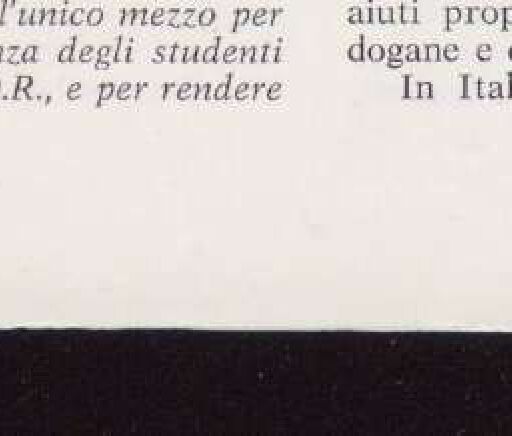 l'unico mezzo per
nza degli studenti
.R., e per rendere
aiuti prop
dogane e
In Ital